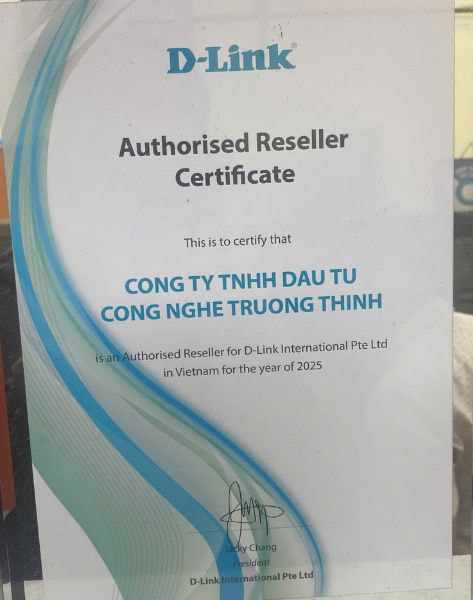 D-Link®
Authorised Reseller
Certificate
This is to certify that
CONG TY TNHH DAU TU
CONG NGHE TRUONG THINH
is an Authorised Reseller for D-Link International Pte Ltd
in Vietnam for the year of 2025
Jacky Chang
President
D-Link International Pte Ltd